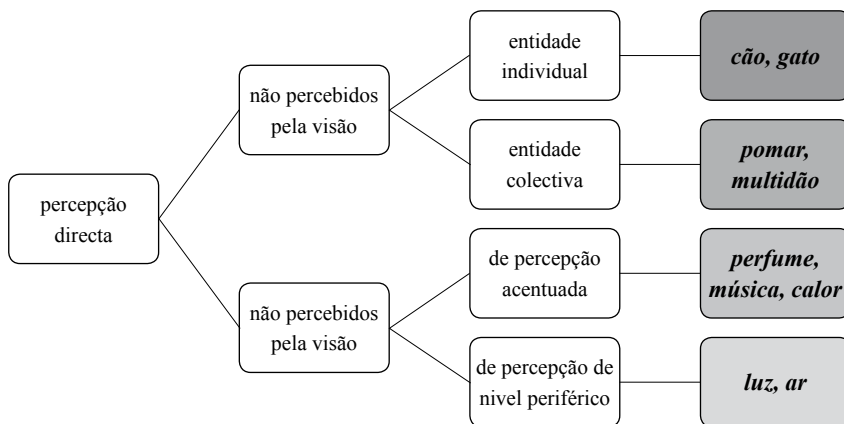 percepção
directa
não percebidos
pela visão
entidade
individual
cão, gato
entidade
colectiva
pomar,
multidão
não percebidos
pela visão
de percepção
acentuada
perfume,
música, calor
de percepção de
nivel periférico
luz, ar